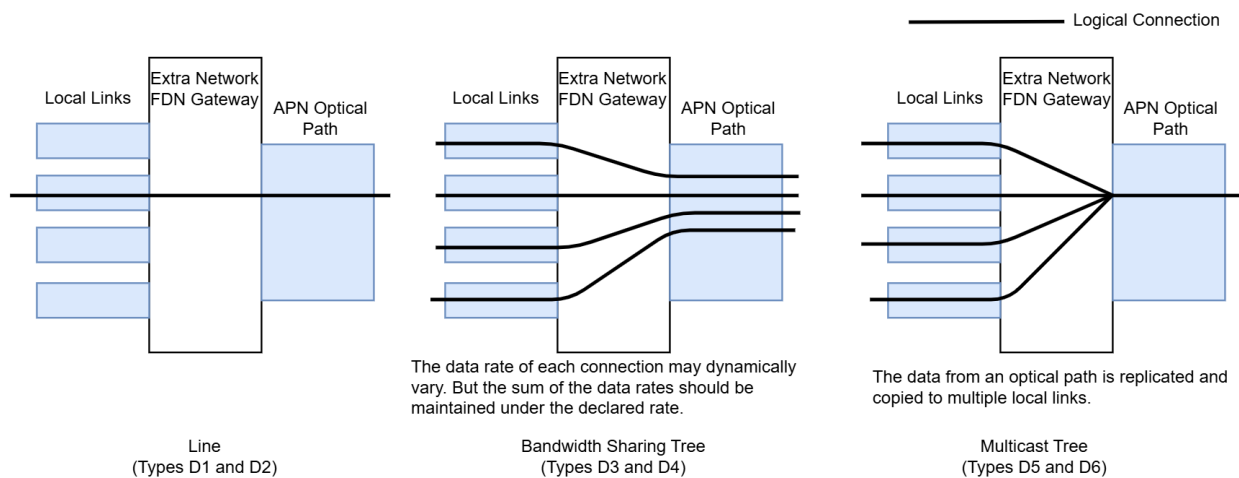 Logical Connection
Local Links
Extra Network
FDN Gateway
APN Optical
Path
Local Links
Extra Network
FDN Gateway
APN Optical
Path
Local Links
Extra Network
FDN Gateway
APN Optical
Path
The data rate of each connection may dynamically
vary. But the sum of the data rates should be
maintained under the declared rate.
The data from an optical path is replicated and
copied to multiple local links.
Line
(Types D1 and D2)
Bandwidth Sharing Tree
(Types D3 and D4)
Multicast Tree
(Types D5 and D6)